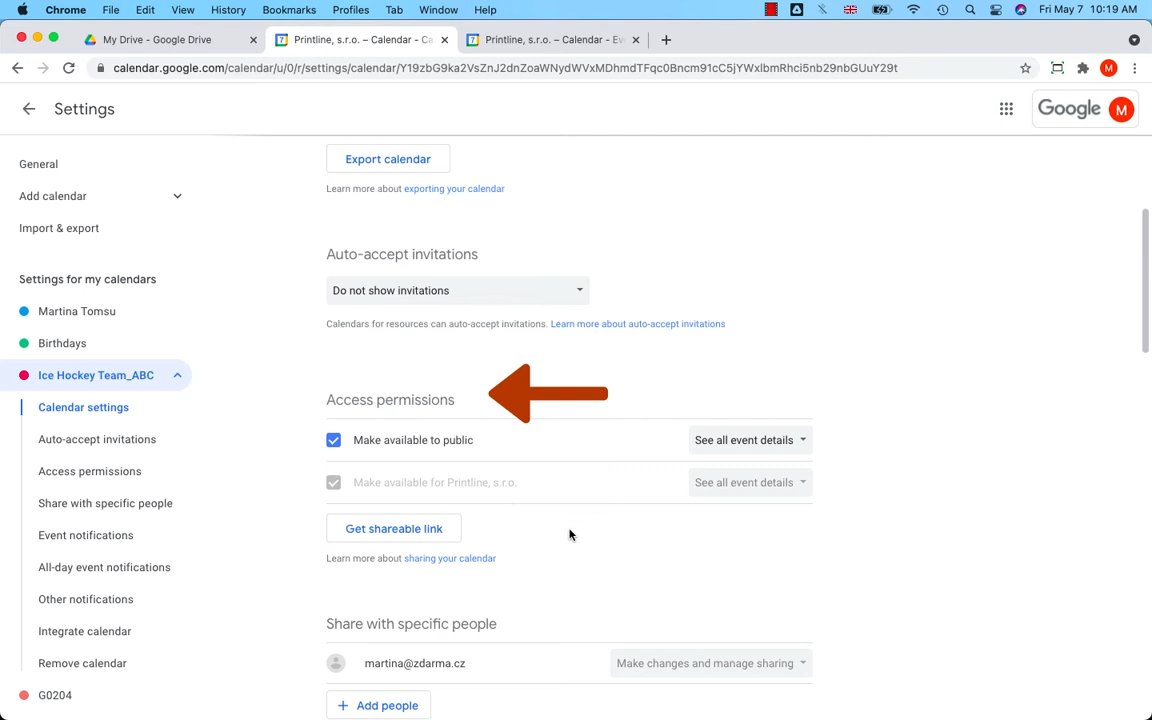 Chrome File Edit View History Bookmarks Profiles Tab Window Help Fri May 7 10:19 AM
My Drive - Google Drive
Printline, s.r.o. – Calendar - Ca
Printline, s.r.o. – Calendar - Ev
calendar.google.com/calendar/u/0/r/settings/calendar/Y19zbG9ka2VsZnJ2dnZoaWNydWVxMDhmdTFqc0Bncm91cC5jYWxlbmRhci5nb29nbGUuY29t
M
Settings
Google M
General
Add calendar
Import & export
Settings for my calendars
Martina Tomsu
Birthdays
Ice Hockey Team_ABC
Calendar settings
Auto-accept invitations
Access permissions
Share with specific people
Event notifications
All-day event notifications
Other notifications
Integrate calendar
Remove calendar
G0204
Export calendar
Learn more about exporting your calendar
Auto-accept invitations
Do not show invitations
Calendars for resources can auto-accept invitations. Learn more about auto-accept invitations
Access permissions
Make available to public See all event details
Make available for Printline, s.r.o. See all event details
Get shareable link
Learn more about sharing your calendar
Share with specific people
martina@zdarma.cz Make changes and manage sharing
+ Add people